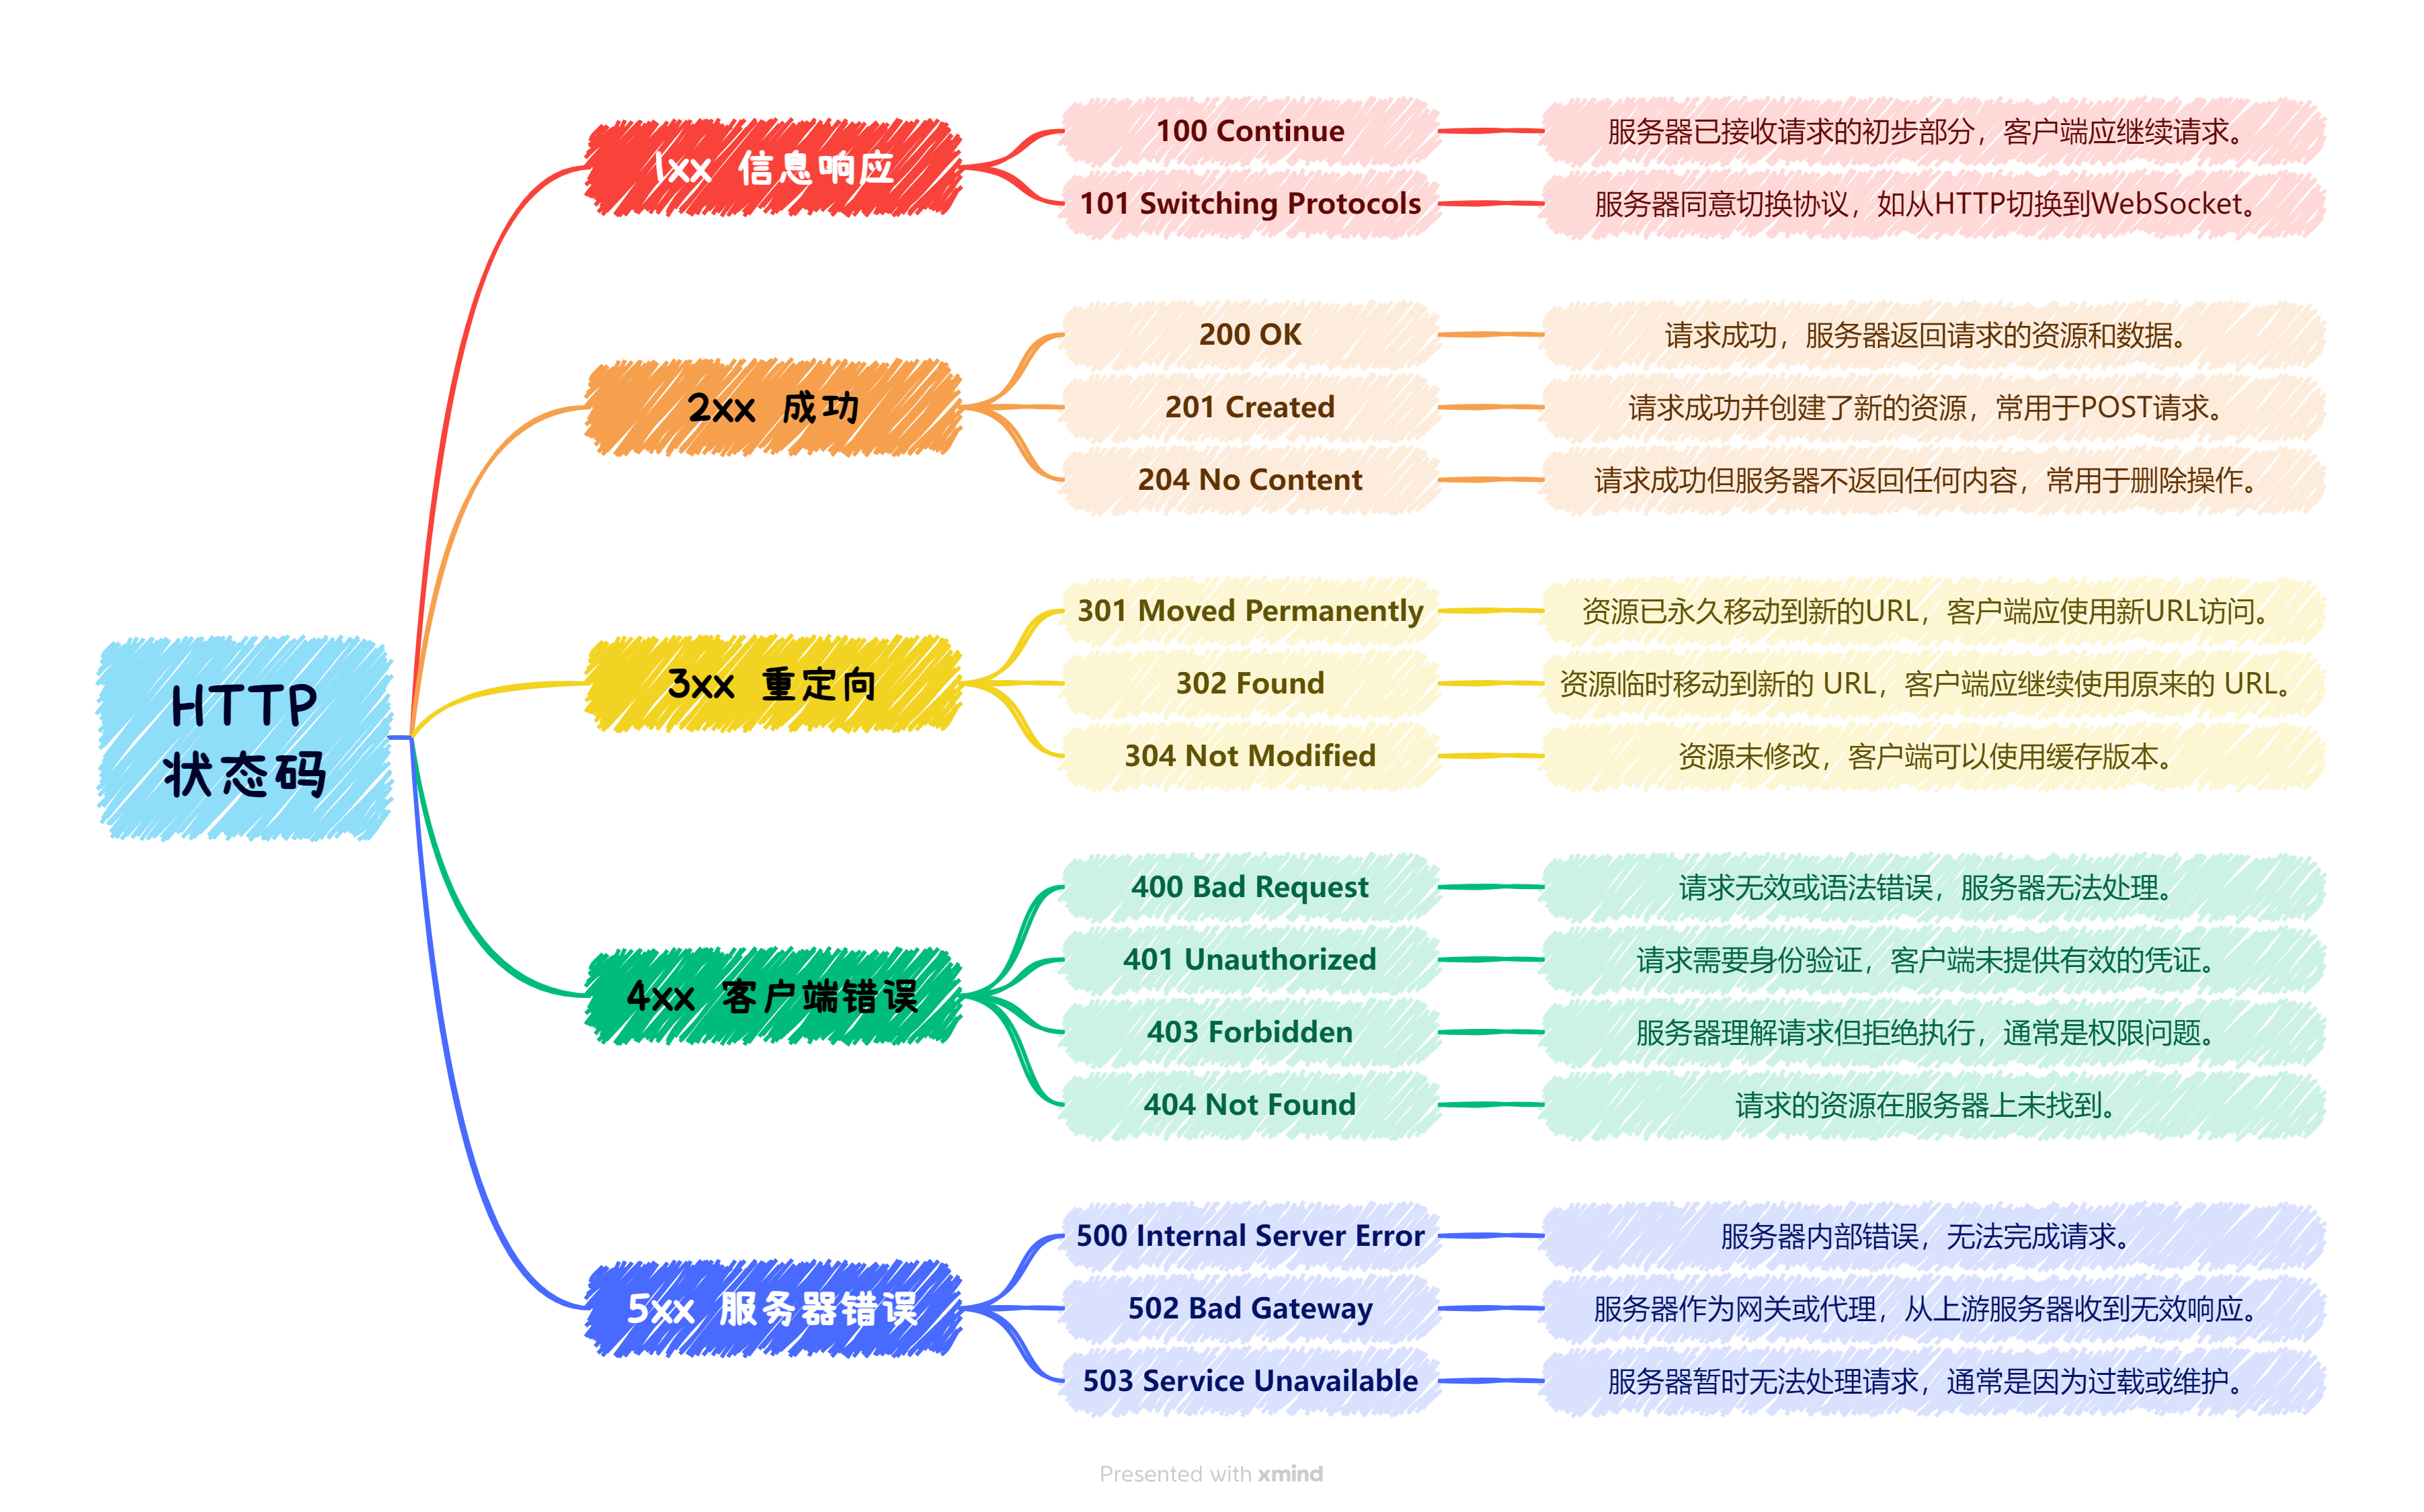 HTTP
状态码
1xx 信息响应
100 Continue
服务器已接收请求的初步部分，客户端应继续请求。
101 Switching Protocols
服务器同意切换协议，如从HTTP切换到WebSocket。
2xx 成功
200 OK
请求成功，服务器返回请求的资源和数据。
201 Created
请求成功并创建了新的资源，常用于POST请求。
204 No Content
请求成功但服务器不返回任何内容，常用于删除操作。
3xx 重定向
301 Moved Permanently
资源已永久移动到新的URL，客户端应使用新URL访问。
302 Found
资源临时移动到新的 URL，客户端应继续使用原来的 URL。
304 Not Modified
资源未修改，客户端可以使用缓存版本。
4xx 客户端错误
400 Bad Request
请求无效或语法错误，服务器无法处理。
401 Unauthorized
请求需要身份验证，客户端未提供有效的凭证。
403 Forbidden
服务器理解请求但拒绝执行，通常是权限问题。
404 Not Found
请求的资源在服务器上未找到。
5xx 服务器错误
500 Internal Server Error
服务器内部错误，无法完成请求。
502 Bad Gateway
服务器作为网关或代理，从上游服务器收到无效响应。
503 Service Unavailable
服务器暂时无法处理请求，通常是因为过载或维护。
Presented with xmind